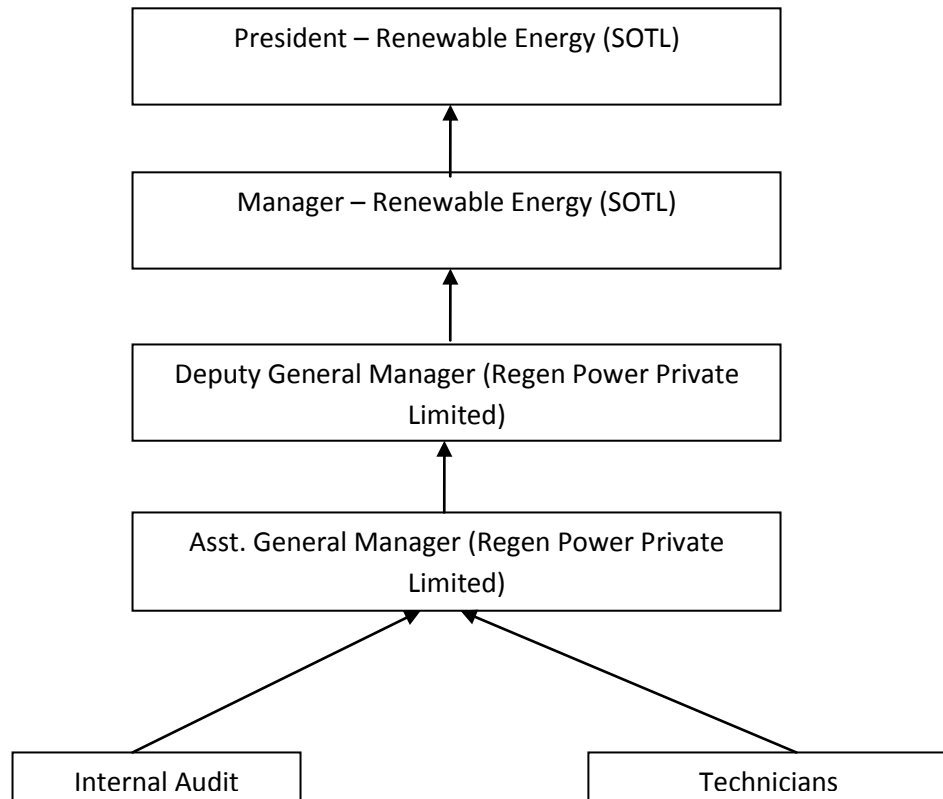 President – Renewable Energy (SOTL)
Manager – Renewable Energy (SOTL)
Deputy General Manager (Regen Power Private
Limited)
Asst. General Manager (Regen Power Private
Limited)
Internal Audit
Technicians